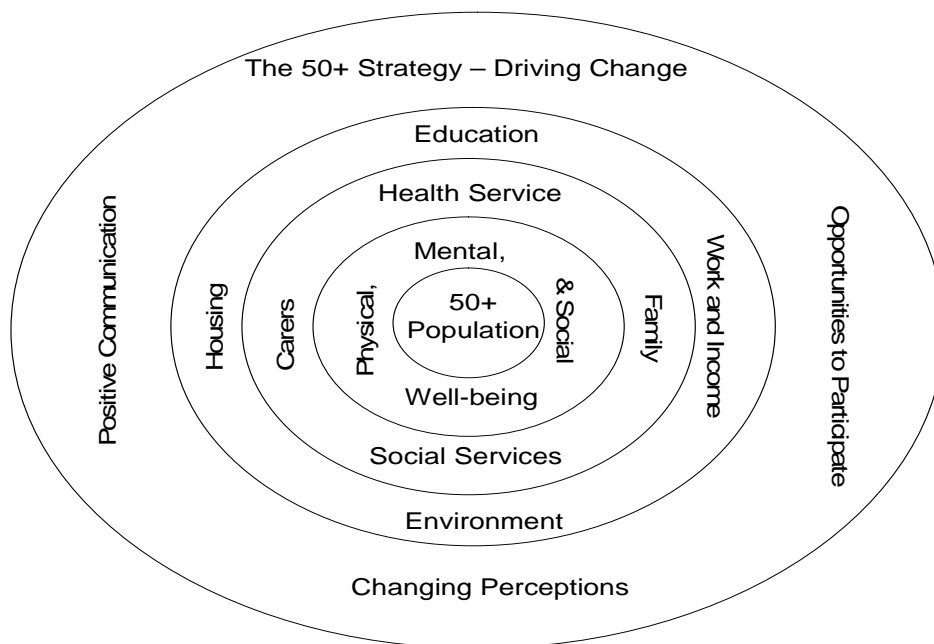 The 50+ Strategy – Driving Change
Education
Health Service
Mental,
50+
Population
Physical,
& Social
Well-being
Carers
Family
Social Services
Housing
Work and Income
Environment
Positive Communication
Opportunities to Participate
Changing Perceptions